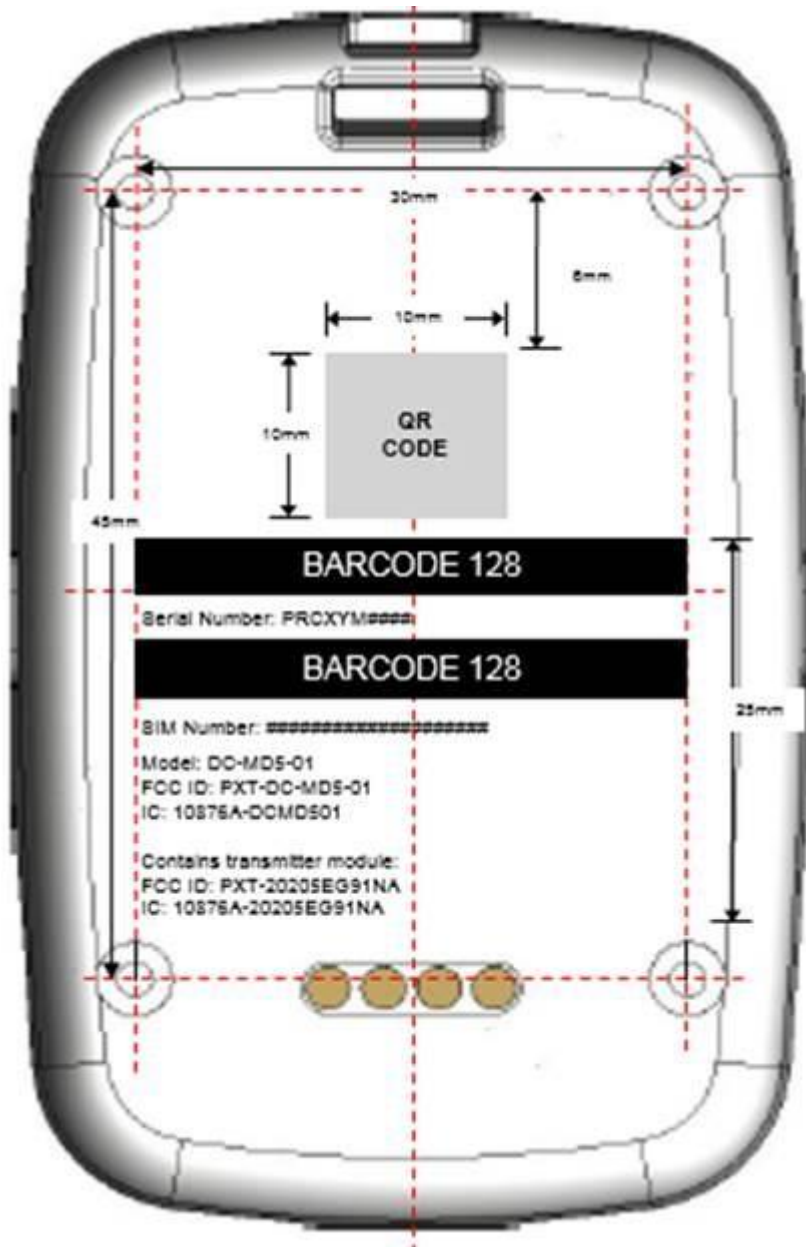 30mm
6mm
10mm
10mm
QR
CODE
45mm
BARCODE 128
Serial Number: PROXYM####
BARCODE 128
25mm
SIM Number: ####################
Model: DC-MD5-01
FCC ID: PXT-DC-MD5-01
IC: 10876A-DCMD501
Contains transmitter module:
FCC ID: PXT-20205EG91NA
IC: 10876A-20205EG91NA